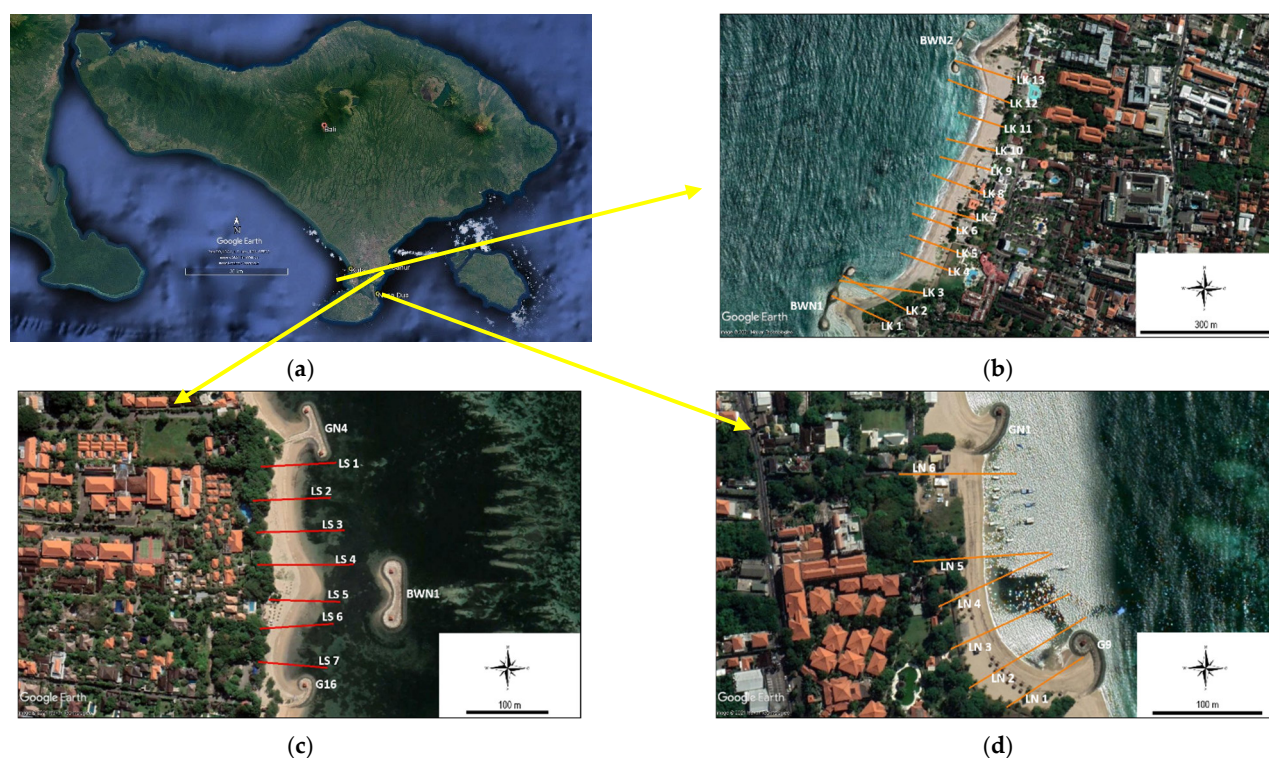 Bali
Google Earth
Nusa Dua
(a)
BWN2
LK 13
LK 12
LK 11
LK 10
LK 9
LK 8
LK 7
LK 6
LK 5
LK 4
LK 3
LK 2
LK 1
BWN1
Google Earth
300 m
(b)
GN4
LS 1
LS 2
LS 3
LS 4
LS 5
BWN1
LS 6
LS 7
G16
Google Earth
100 m
(c)
GN1
LN 6
LN 5
LN 4
LN 3
G9
LN 2
LN 1
Google Earth
100 m
(d)